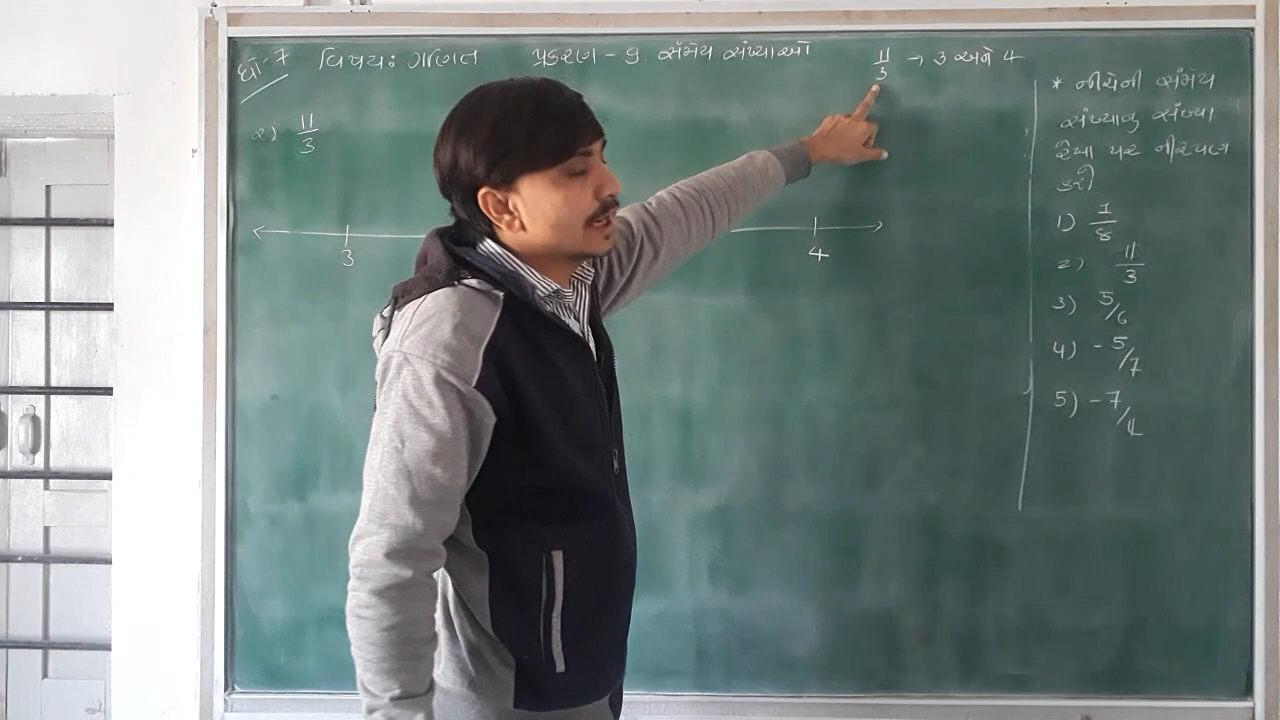 ધો-7 વિષય: ગણિત પ્રકરણ - 9. સંમેય સંખ્યાઓ
11/3 → 3 અને 4
2) 11/3
3 4
* નીચેની સંમેય
સંખ્યાનું સંખ્યા
રેખા પર નીરૂપણ
કરો
1) 7/8
2) 11/3
3) 5/6
4) - 5/7
5) - 7/4